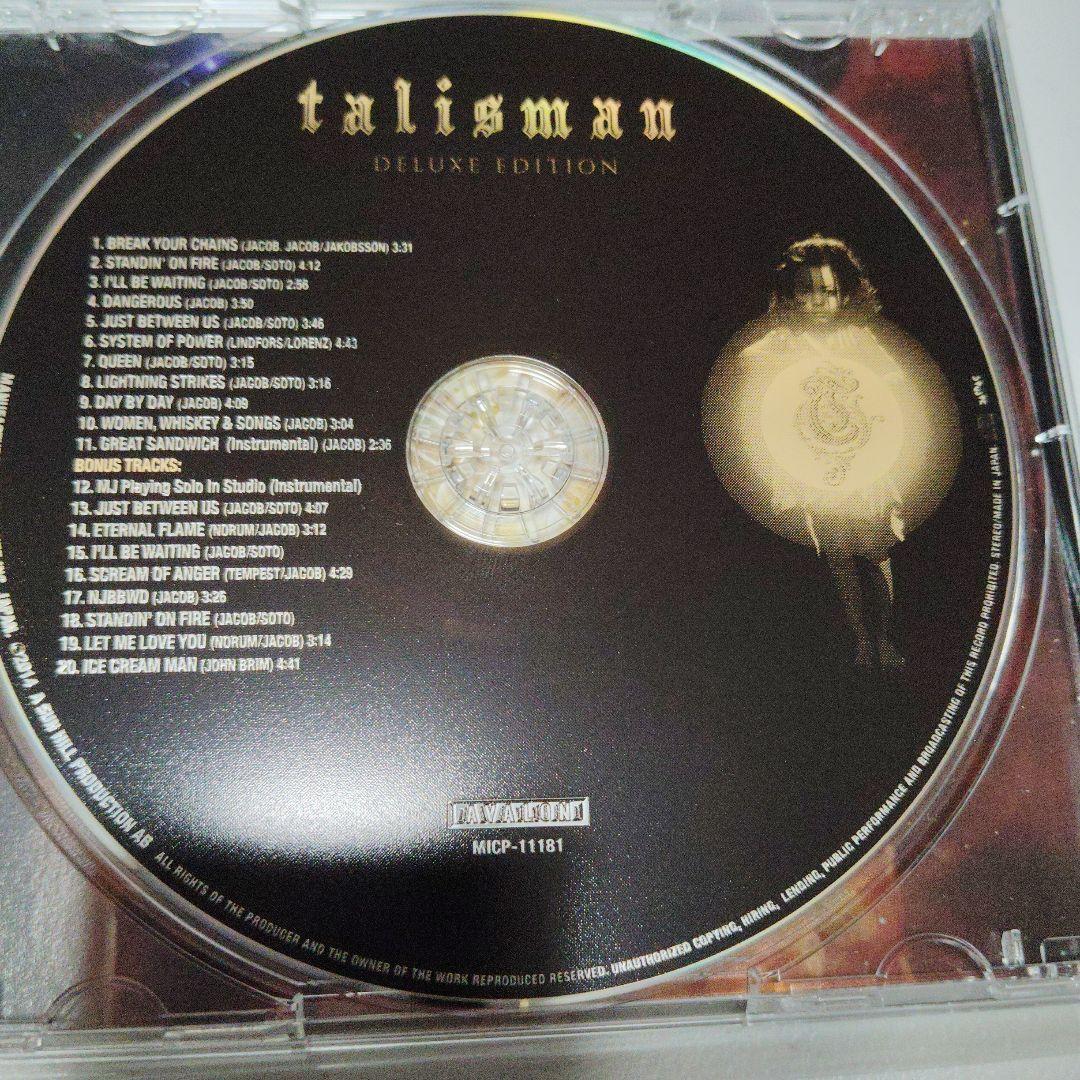 talisman
DELUXE EDITION
1. BREAK YOUR CHAINS (JACOB. JACOB/JAKOBSSON) 3:31
2. STANDIN' ON FIRE (JACOB/SOTO) 4:12
3. I'LL BE WAITING (JACOB/SOTO) 2:56
4. DANGEROUS (JACOB) 3:50
5. JUST BETWEEN US (JACOB/SOTO) 3:46
6. SYSTEM OF POWER (LINDFORS/LORENZ) 4:43
7. QUEEN (JACOB/SOTO) 3:15
8. LIGHTNING STRIKES (JACOB/SOTO) 3:16
9. DAY BY DAY (JACOB) 4:09
10. WOMEN, WHISKEY & SONGS (JACOB) 3:04
11. GREAT SANDWICH (Instrumental) (JACOB) 2:36
BONUS TRACKS:
12. MJ Playing Solo In Studio (Instrumental)
13. JUST BETWEEN US (JACOB/SOTO) 4:07
14. ETERNAL FLAME (NORUM/JACOB) 3:12
15. I'LL BE WAITING (JACOB/SOTO)
16. SCREAM OF ANGER (TEMPEST/JACOB) 4:29
17. NJBBWD (JACOB) 3:26
18. STANDIN' ON FIRE (JACOB/SOTO)
19. LET ME LOVE YOU (NORUM/JACOB) 3:14
20. ICE CREAM MAN (JOHN BRIM) 4:41
AVALON
MICP-11181
2014 A SUN HILL PRODUCTION AG
ALL RIGHTS OF THE PRODUCER AND THE OWNER OF THE WORK REPRODUCED RESERVED. UNAUTHORIZED COPYING, HIRING, LENDING, PUBLIC PERFORMANCE AND BROADCASTING OF THIS RECORD PROHIBITED. STEREO/MADE IN JAPAN